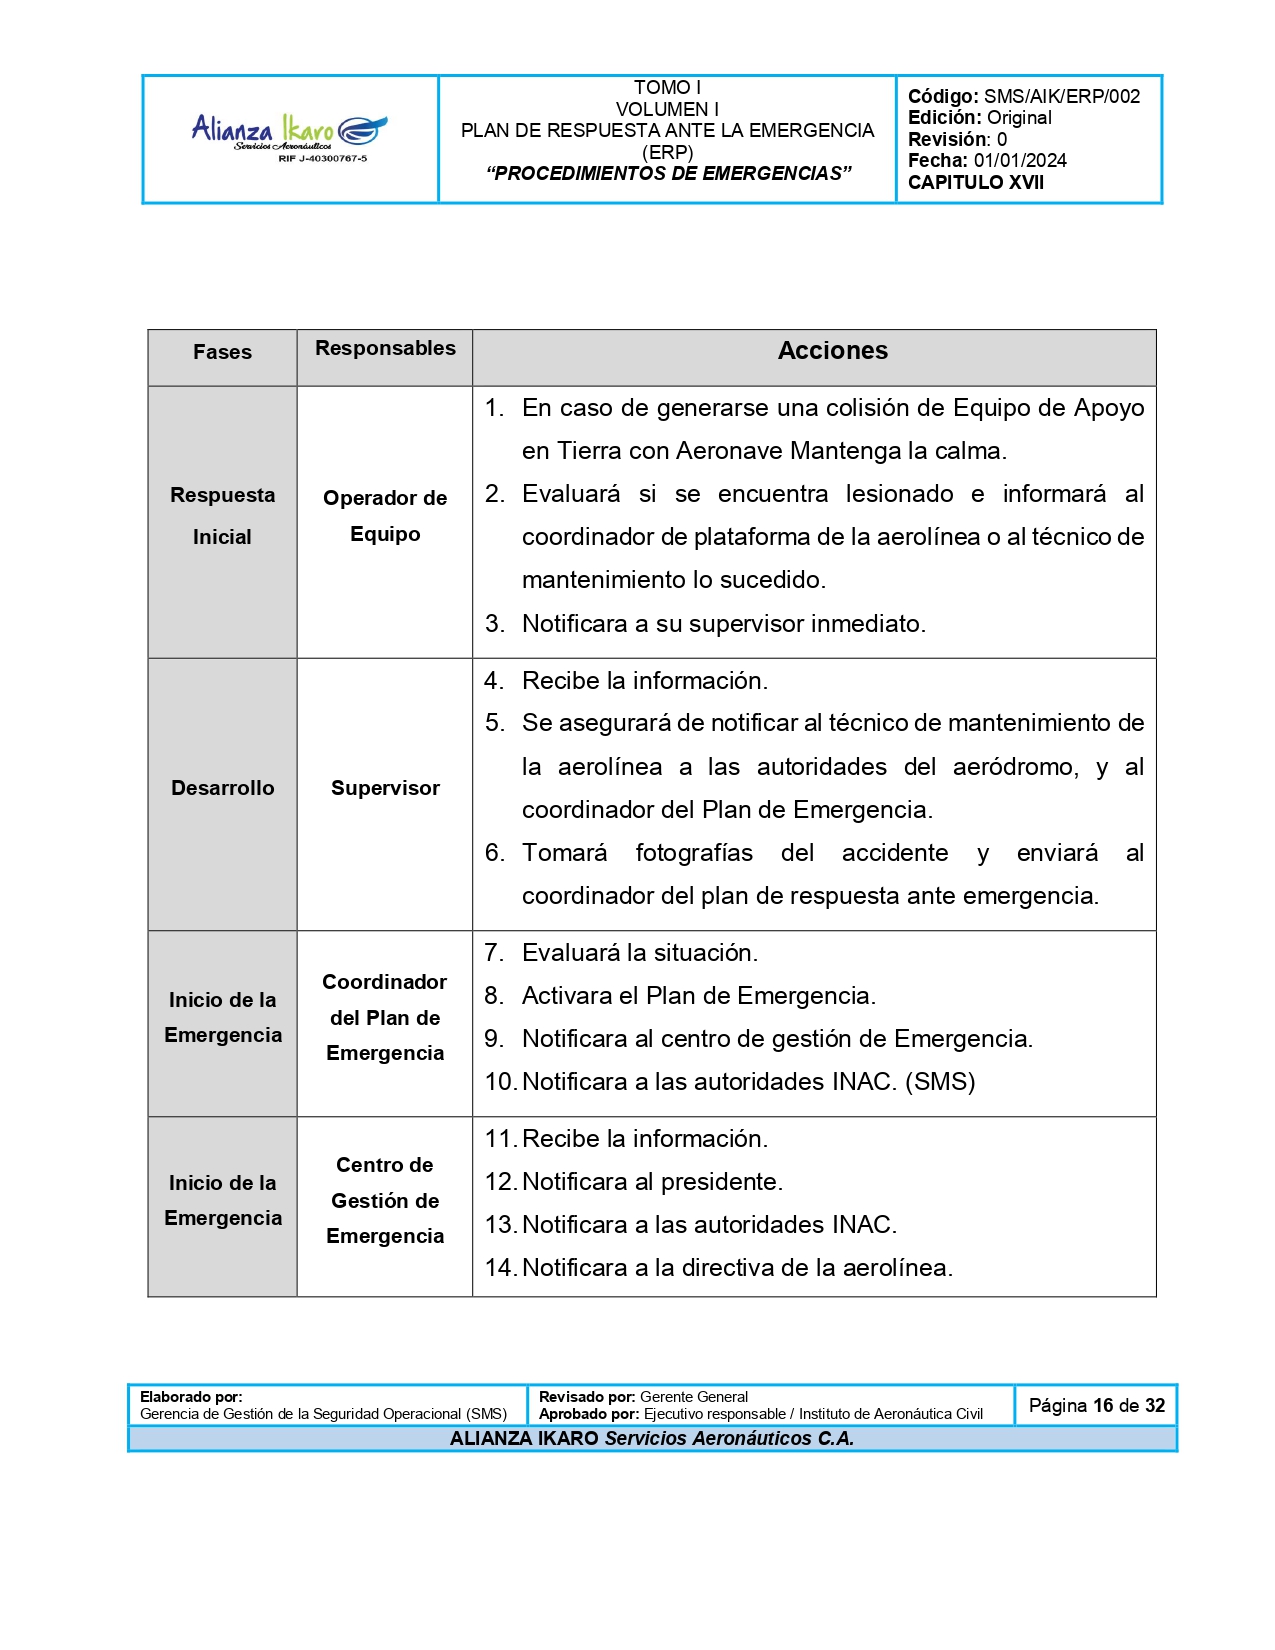 Alianza Ikaro
Servicios Aeronáuticos
RIF J-40300767-5
TOMO I
VOLUMEN I
PLAN DE RESPUESTA ANTE LA EMERGENCIA
(ERP)
“PROCEDIMIENTOS DE EMERGENCIAS”
Código: SMS/AIK/ERP/002
Edición: Original
Revisión: 0
Fecha: 01/01/2024
CAPITULO XVII
Fases
Responsables
Acciones
Respuesta
Inicial
Operador de
Equipo
1. En caso de generarse una colisión de Equipo de Apoyo
en Tierra con Aeronave Mantenga la calma.
2. Evaluará si se encuentra lesionado e informará al
coordinador de plataforma de la aerolínea o al técnico de
mantenimiento lo sucedido.
3. Notificara a su supervisor inmediato.
Desarrollo
Supervisor
4. Recibe la información.
5. Se asegurará de notificar al técnico de mantenimiento de
la aerolínea a las autoridades del aeródromo, y al
coordinador del Plan de Emergencia.
6. Tomará fotografías del accidente y enviará al
coordinador del plan de respuesta ante emergencia.
Inicio de la
Emergencia
Coordinador
del Plan de
Emergencia
7. Evaluará la situación.
8. Activara el Plan de Emergencia.
9. Notificara al centro de gestión de Emergencia.
10. Notificara a las autoridades INAC. (SMS)
Inicio de la
Emergencia
Centro de
Gestión de
Emergencia
11. Recibe la información.
12. Notificara al presidente.
13. Notificara a las autoridades INAC.
14. Notificara a la directiva de la aerolínea.
Elaborado por:
Gerencia de Gestión de la Seguridad Operacional (SMS)
Revisado por: Gerente General
Aprobado por: Ejecutivo responsable / Instituto de Aeronáutica Civil
Página 16 de 32
ALIANZA IKARO Servicios Aeronáuticos C.A.